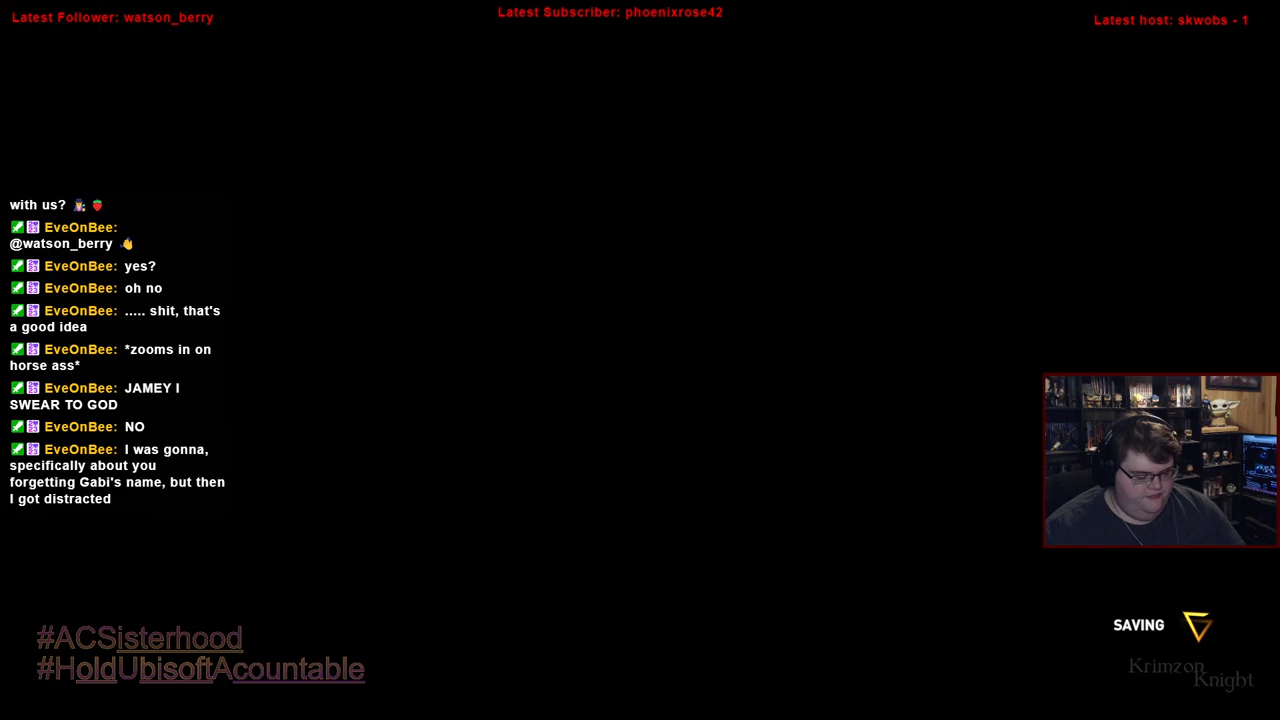 Latest Follower: watson_berry
Latest Subscriber: phoenixrose42
Latest host: skwobs - 1
with us?
EveOnBee:
@watson_berry
EveOnBee: yes?
EveOnBee: oh no
EveOnBee: ..... shit, that's
a good idea
EveOnBee: *zooms in on
horse ass*
EveOnBee: JAMEY I
SWEAR TO GOD
EveOnBee: NO
EveOnBee: I was gonna,
specifically about you
forgetting Gabi's name, but then
I got distracted
#ACSisterhood
#HoldUbisoftAcountable
SAVING
Krimzon
Knight